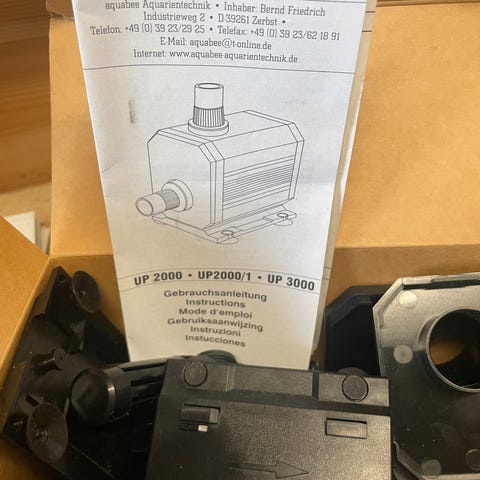 aquabee Aquarientechnik • Inhaber: Bernd Friedrich
Industrieweg 2 • D-39261 Zerbst •
Telefon: +49 (0) 39 23/29 25 • Telefax: +49 (0) 39 23/62 18 91
E-Mail: aquabee@t-online.de
Internet: www.aquabee-aquarientechnik.de
UP 2000 • UP2000/1 • UP 3000
Gebrauchsanleitung
Instructions
Mode d'emploi
Gebruiksaanwijzing
Instruzioni
Instucciones